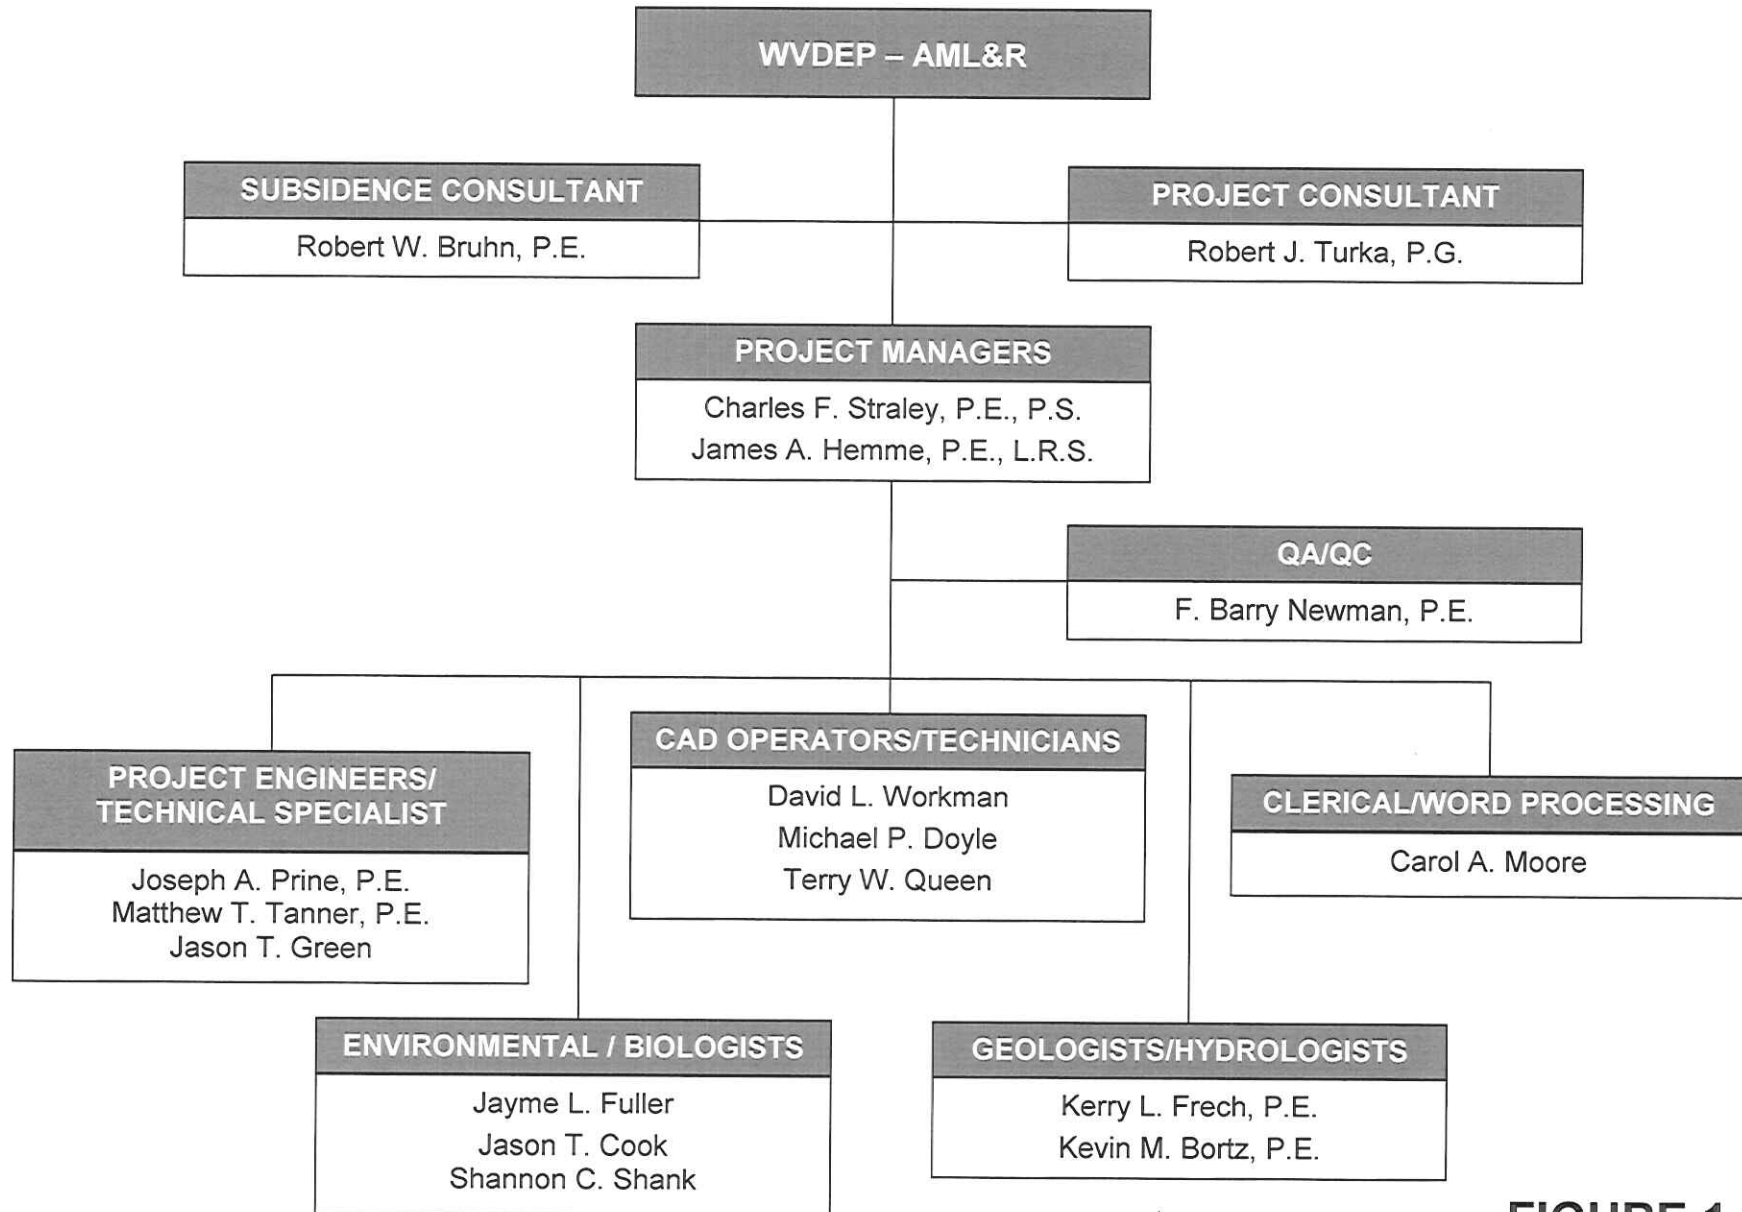 WVDEP – AML&R
SUBSIDENCE CONSULTANT
Robert W. Bruhn, P.E.
PROJECT CONSULTANT
Robert J. Turka, P.G.
PROJECT MANAGERS
Charles F. Straley, P.E., P.S.
James A. Hemme, P.E., L.R.S.
QA/QC
F. Barry Newman, P.E.
PROJECT ENGINEERS/
TECHNICAL SPECIALIST
Joseph A. Prine, P.E.
Matthew T. Tanner, P.E.
Jason T. Green
CAD OPERATORS/TECHNICIANS
David L. Workman
Michael P. Doyle
Terry W. Queen
CLERICAL/WORD PROCESSING
Carol A. Moore
ENVIRONMENTAL / BIOLOGISTS
Jayme L. Fuller
Jason T. Cook
Shannon C. Shank
GEOLOGISTS/HYDROLOGISTS
Kerry L. Frech, P.E.
Kevin M. Bortz, P.E.
FIGURE 1